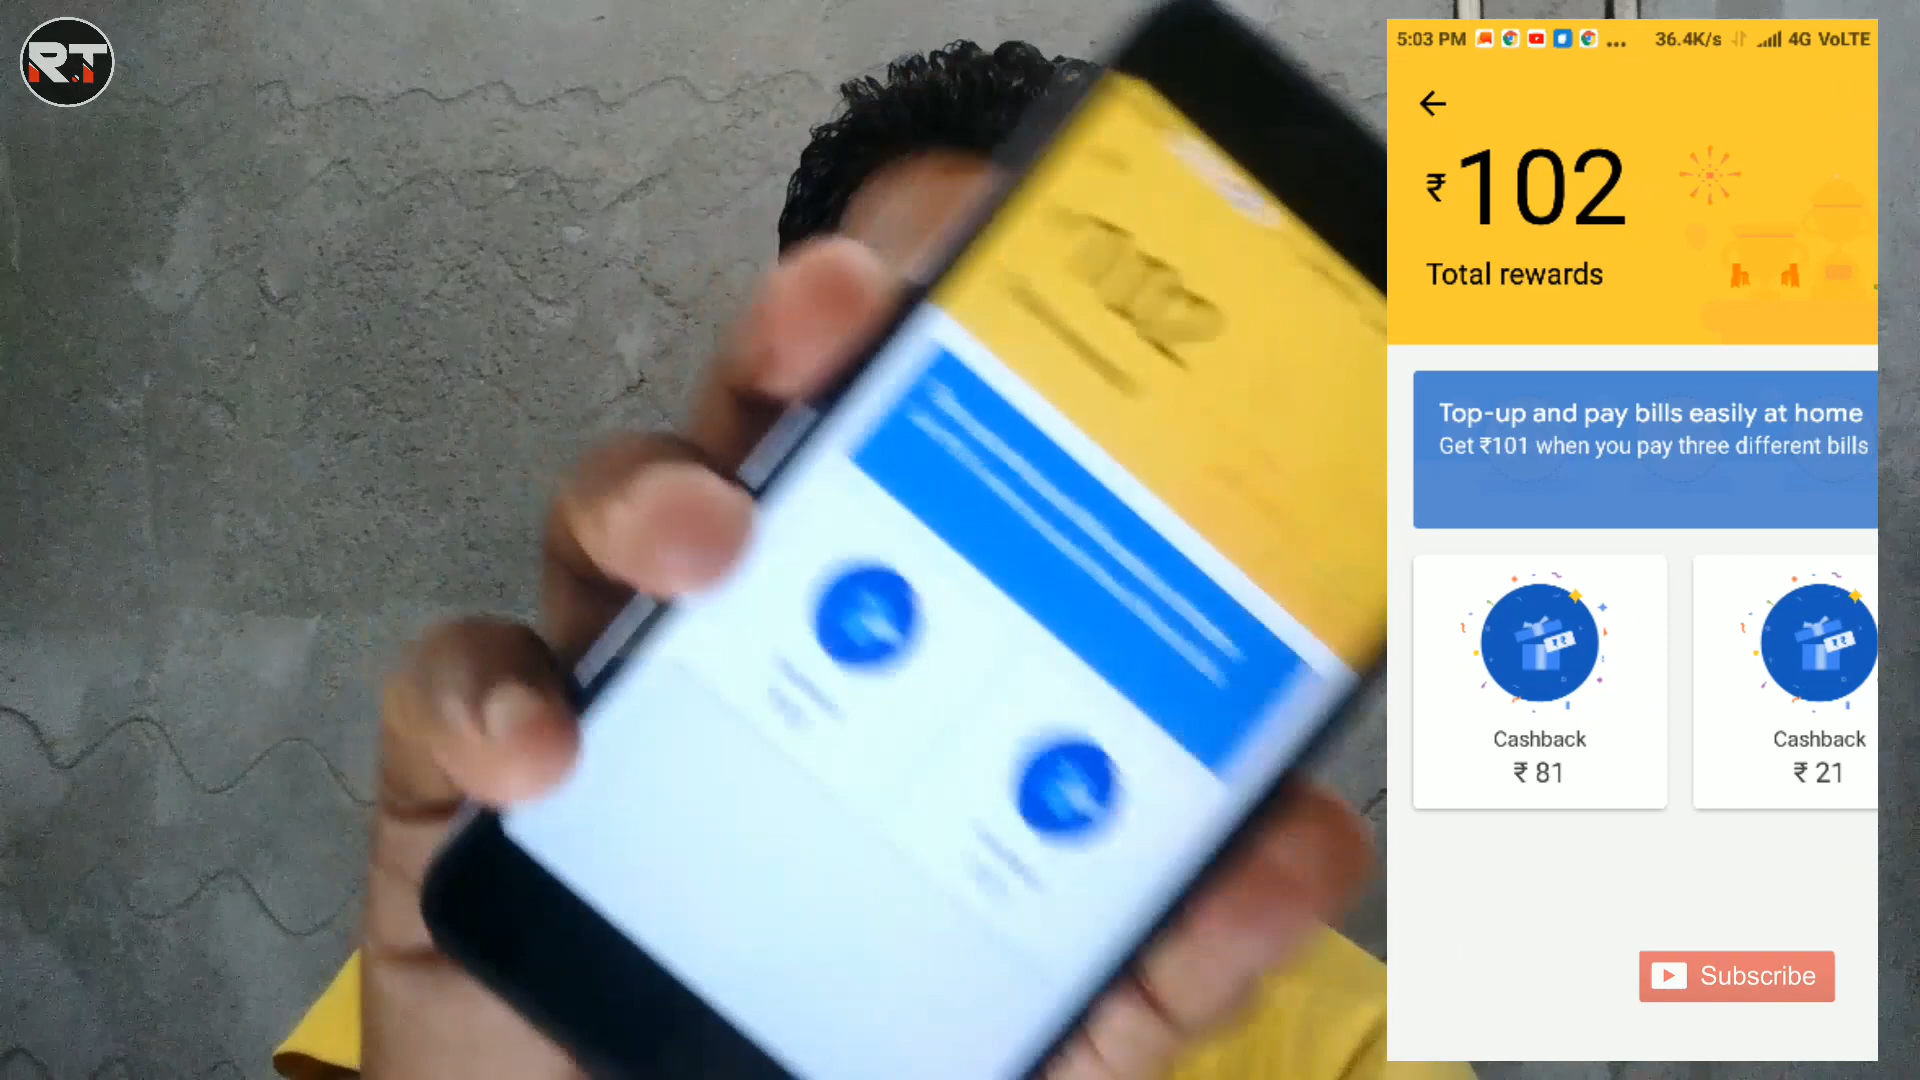 R.T
5:03 PM ... 36.4K/s 4G VoLTE
₹102
Total rewards
Top-up and pay bills easily at home
Get ₹101 when you pay three different bills
Cashback
₹ 81
Cashback
₹ 21
Subscribe